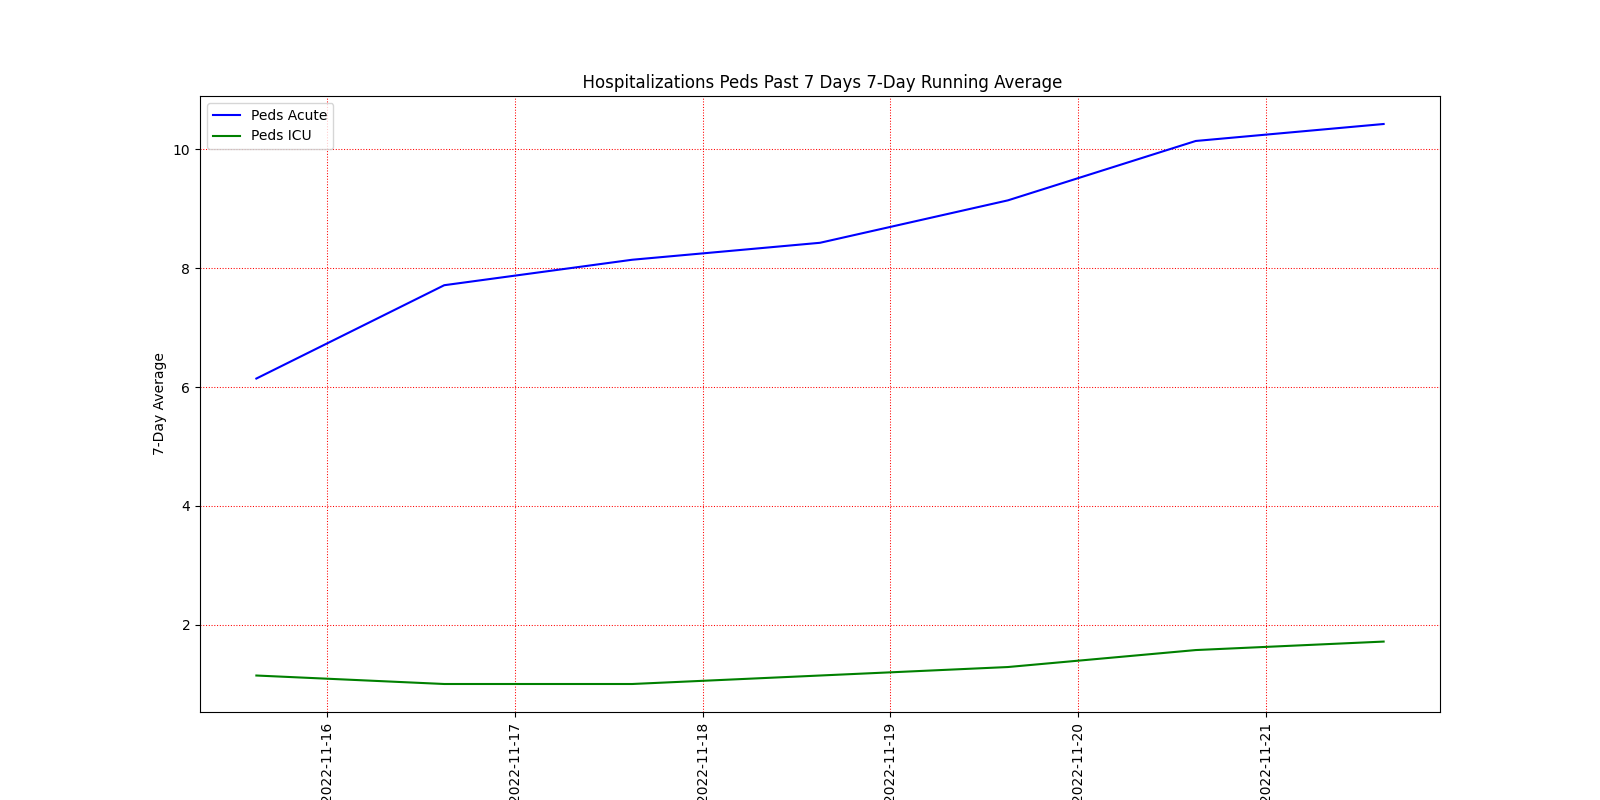 Hospitalizations Peds Past 7 Days 7-Day Running Average
Peds Acute
Peds ICU
10
8
6
4
2
7-Day Average
2022-11-16
2022-11-17
2022-11-18
2022-11-19
2022-11-20
2022-11-21